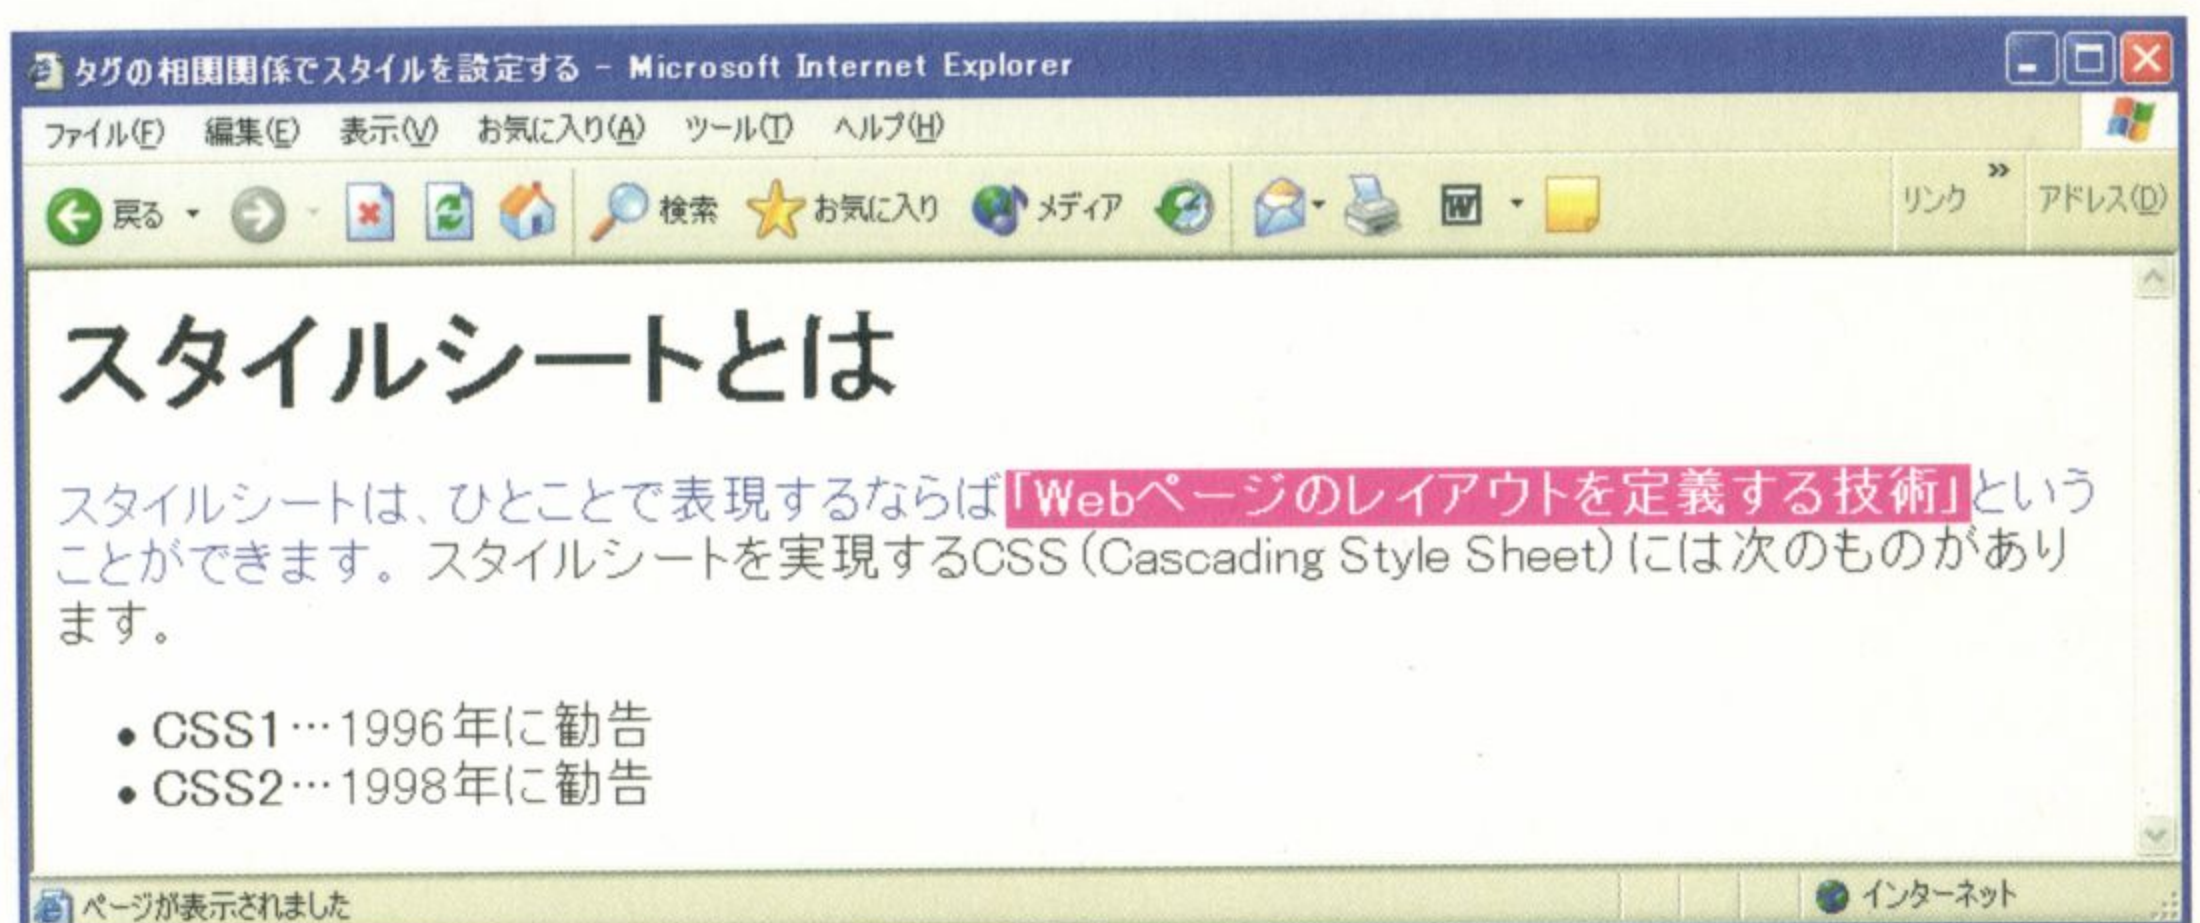 タグの相関関係でスタイルを設定する - Microsoft Internet Explorer
ファイル(F) 編集(E) 表示(V) お気に入り(A) ツール(T) ヘルプ(H)
戻る 検索 お気に入り メディア W リンク » アドレス(D)
スタイルシートとは
スタイルシートは、ひとことで表現するならば「Webページのレイアウトを定義する技術」という
ことができます。スタイルシートを実現するCSS(Cascading Style Sheet)には次のものがあり
ます。
• CSS1…1996年に勧告
• CSS2…1998年に勧告
ページが表示されました インターネット